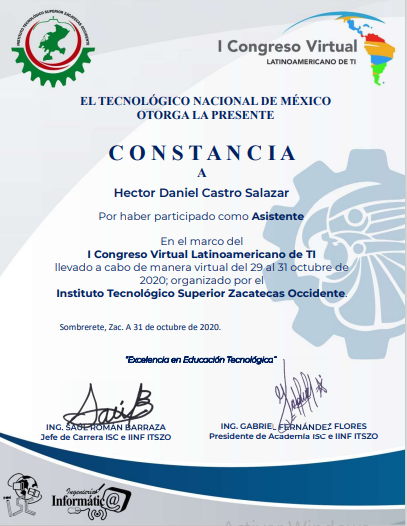 INSTITUTO TECNOLÓGICO SUPERIOR ZACATECAS OCCIDENTE
I Congreso Virtual
LATINOAMERICANO DE TI
EL TECNOLÓGICO NACIONAL DE MÉXICO
OTORGA LA PRESENTE
CONSTANCIA
A
Hector Daniel Castro Salazar
Por haber participado como Asistente
En el marco del
I Congreso Virtual Latinoamericano de TI
llevado a cabo de manera virtual del 29 al 31 octubre de
2020; organizado por el
Instituto Tecnológico Superior Zacatecas Occidente.
Sombrerete, Zac. A 31 de octubre de 2020.
"Excelencia en Educación Tecnológica"
ING. SAUL ROMAN BARRAZA
Jefe de Carrera ISC e IINF ITSZO
ING. GABRIEL FERNÁNDEZ FLORES
Presidente de Academia ISC e IINF ITSZO
ISC
Ingeniería
Informátic@